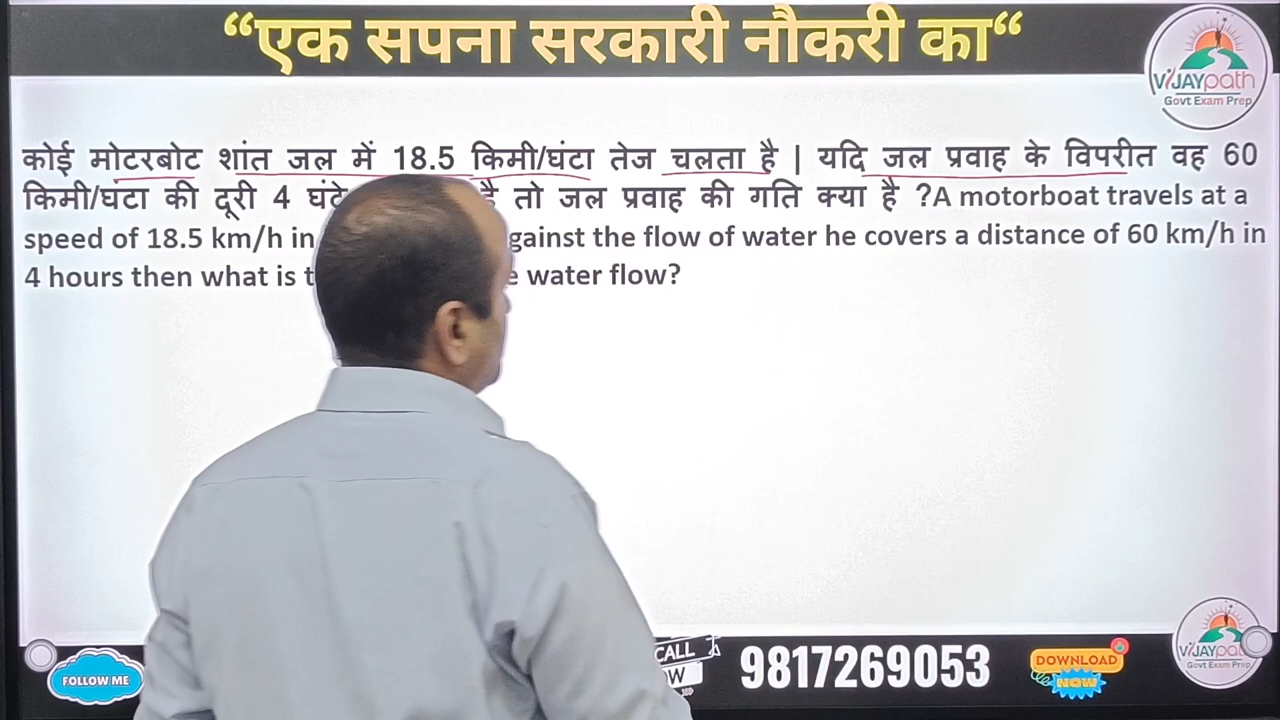 “एक सपना सरकारी नौकरी का“
VIJAYpath
Govt Exam Prep
कोई मोटरबोट शांत जल में 18.5 किमी/घंटा तेज चलता है | यदि जल प्रवाह के विपरीत वह 60
किमी/घंटा की दूरी 4 घंटे है तो जल प्रवाह की गति क्या है ?A motorboat travels at a
speed of 18.5 km/h in against the flow of water he covers a distance of 60 km/h in
4 hours then what is water flow?
FOLLOW ME
CALL
9817269053
DOWNLOAD
NOW
VIJAYpath
Govt Exam Prep